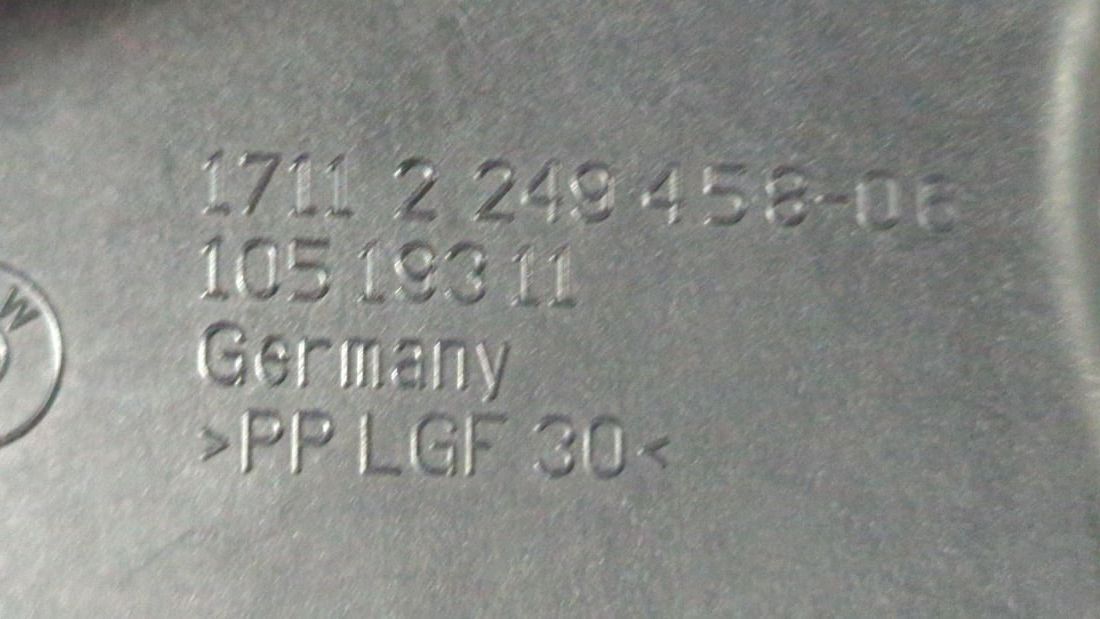 W
1711 2 249 458-06
105 193 11
Germany
>PP LGF 30<